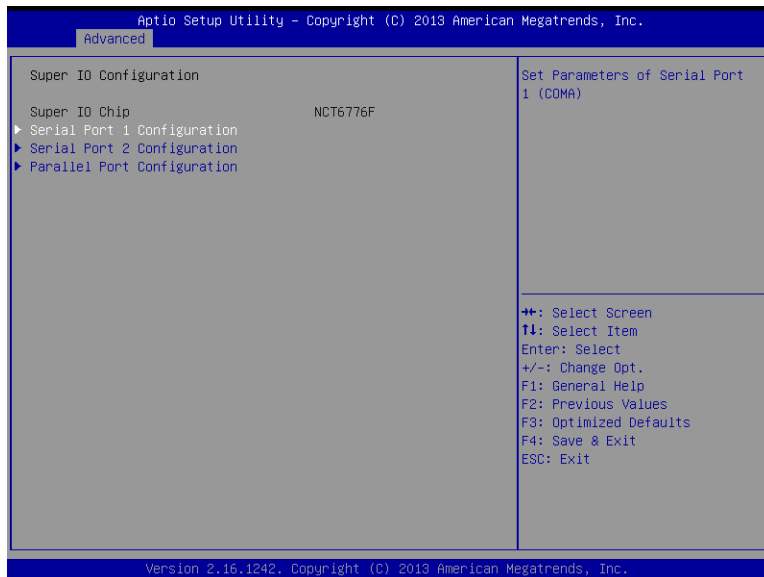 Aptio Setup Utility – Copyright (C) 2013 American Megatrends, Inc.
Advanced
Super IO Configuration
Super IO Chip NCT6776F
▶ Serial Port 1 Configuration
▶ Serial Port 2 Configuration
▶ Parallel Port Configuration
Set Parameters of Serial Port
1 (COMA)
→←: Select Screen
↑↓: Select Item
Enter: Select
+/-: Change Opt.
F1: General Help
F2: Previous Values
F3: Optimized Defaults
F4: Save & Exit
ESC: Exit
Version 2.16.1242. Copyright (C) 2013 American Megatrends, Inc.